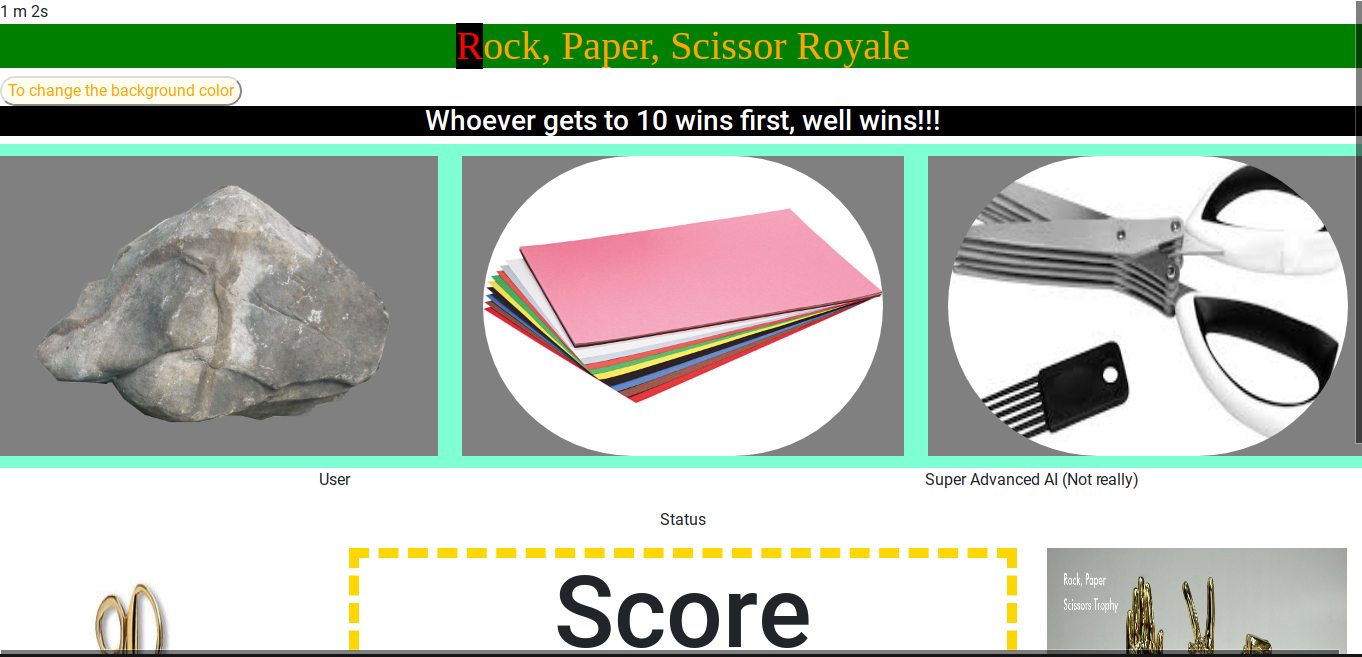 1 m 2s
Rock, Paper, Scissor Royale
To change the background color
Whoever gets to 10 wins first, well wins!!!
User
Super Advanced AI (Not really)
Status
Score
Rock, Paper
Scissors Trophy